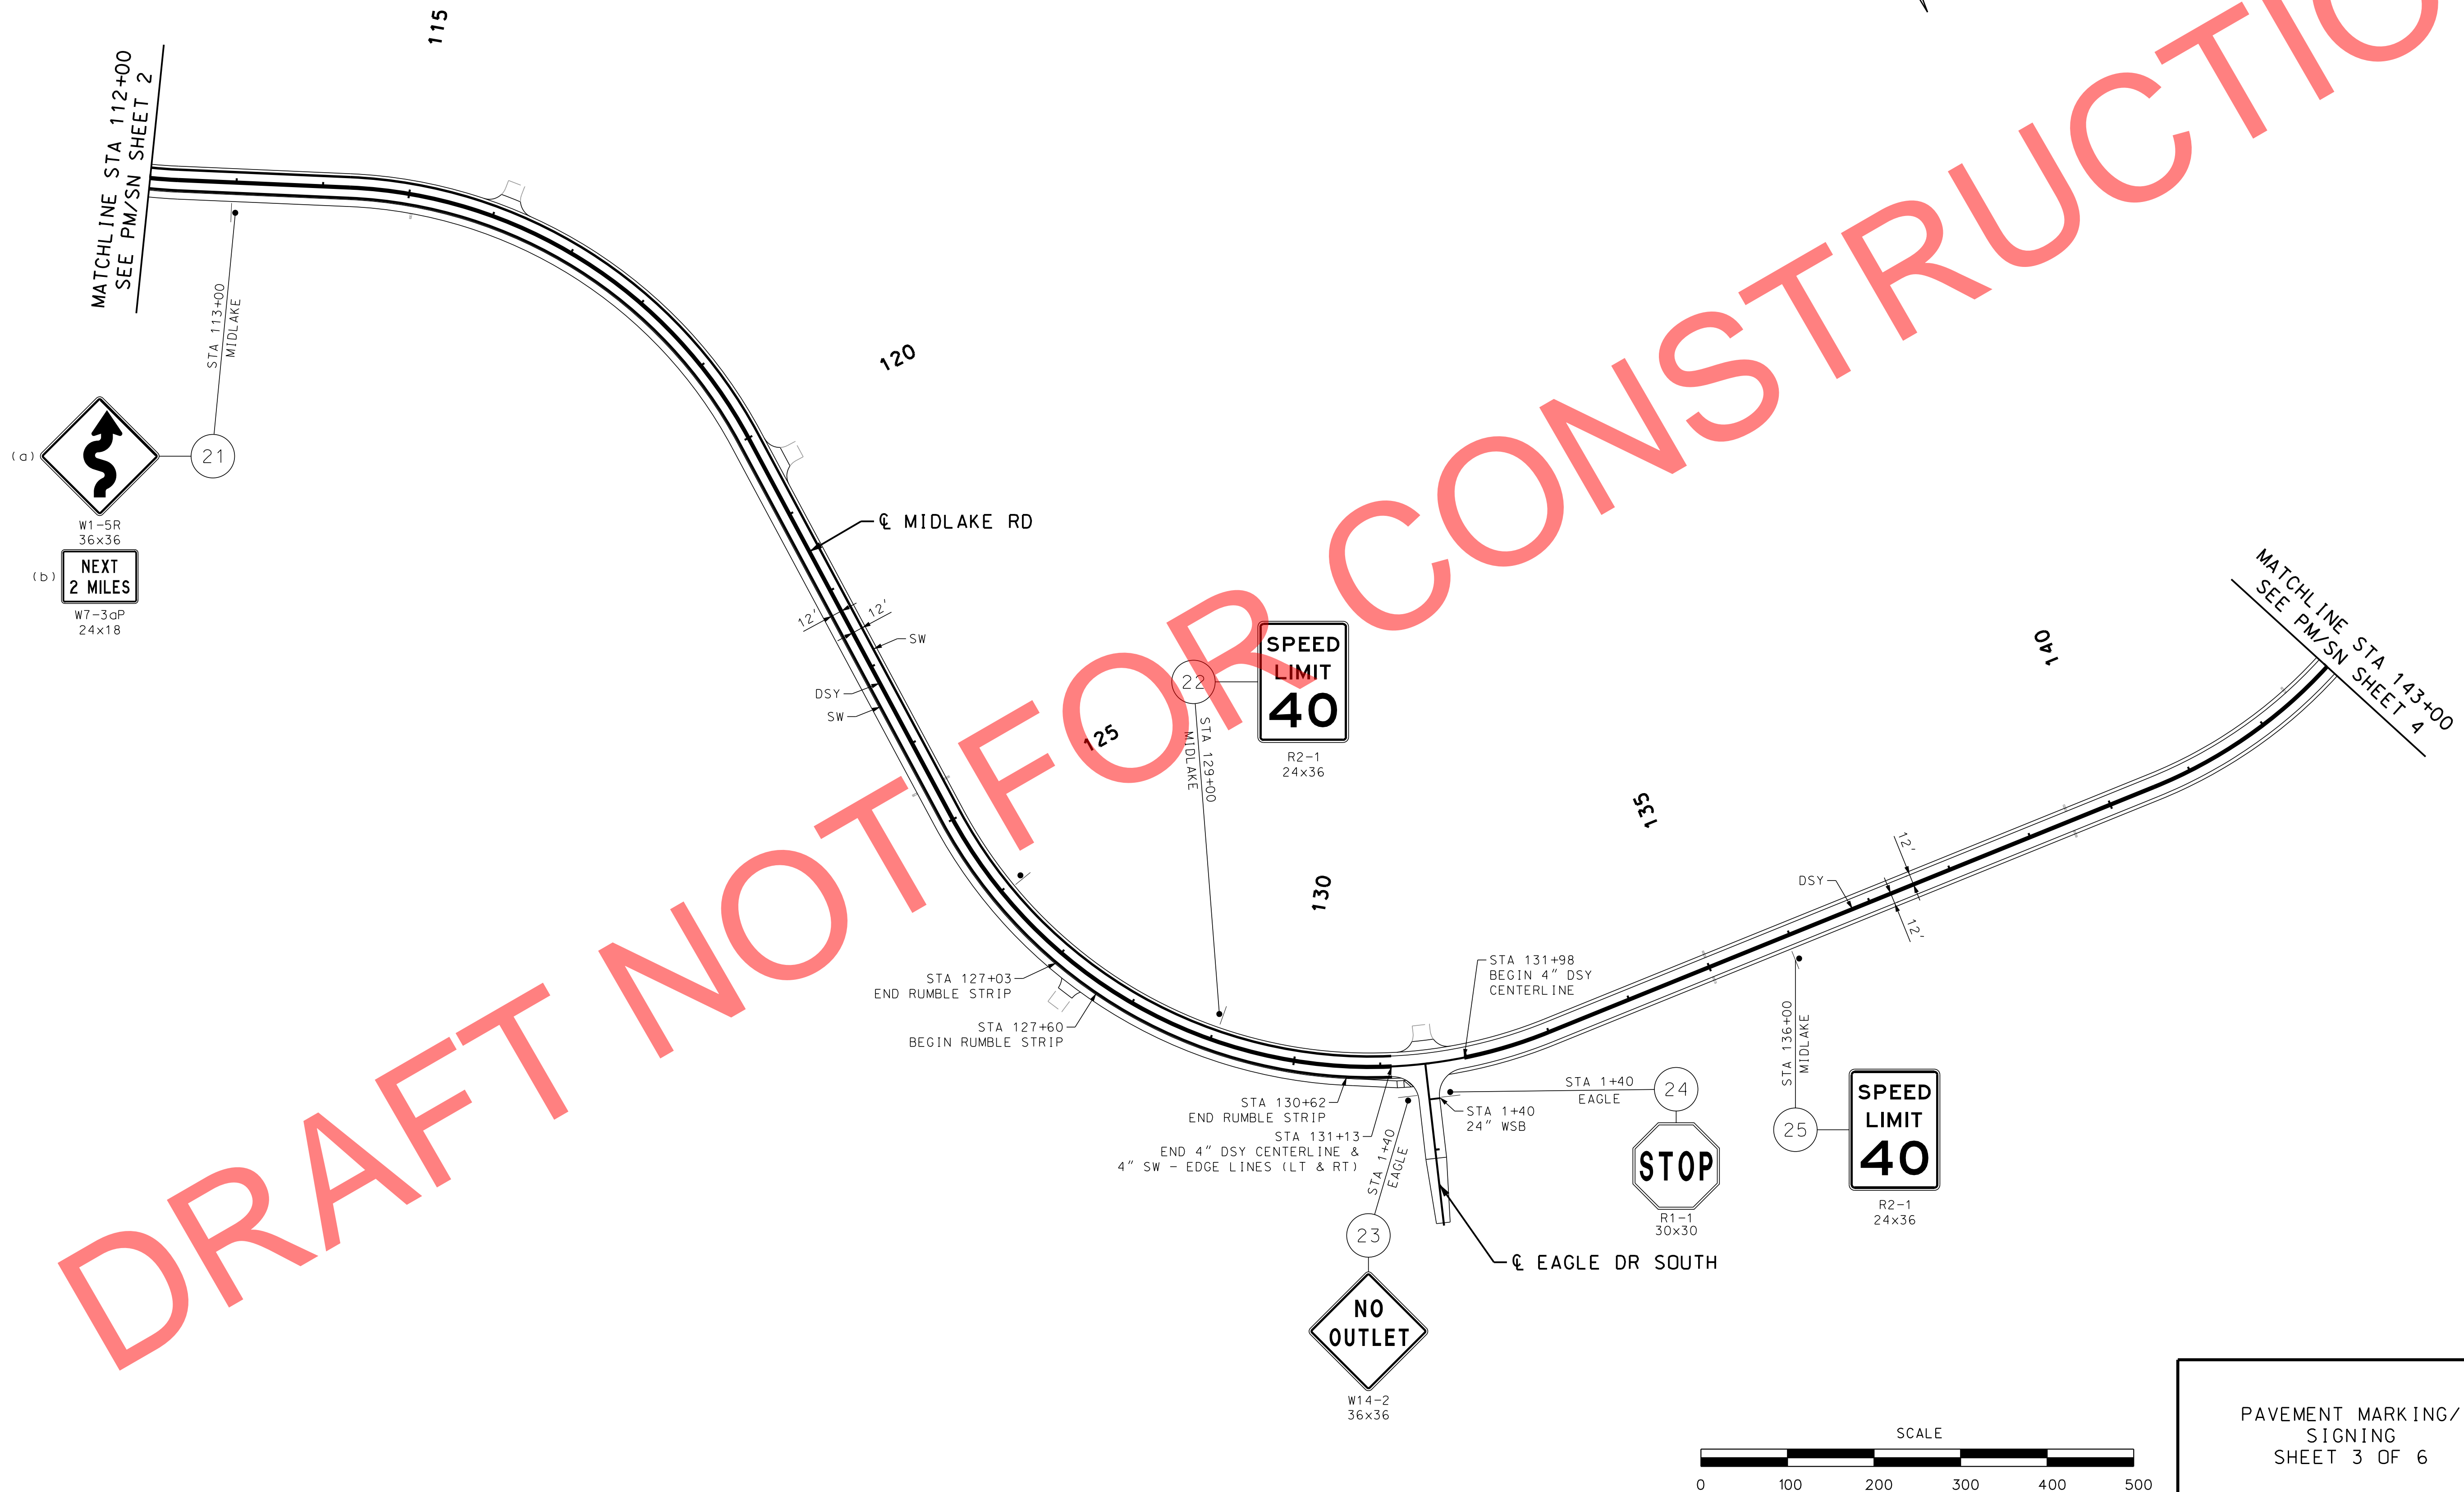 115
MATCHLINE STA 112+00
SEE PM/SN SHEET 2
STA 113+00
MIDLAKE
120
(a)
21
W1-5R
36x36
(b)
NEXT
2 MILES
W7-3aP
24x18
℄ MIDLAKE RD
12'
12'
SW
DSY
SW
22
SPEED
LIMIT
40
R2-1
24x36
STA 129+00
MIDLAKE
125
130
135
140
MATCHLINE STA 143+00
SEE PM/SN SHEET 4
12'
12'
DSY
STA 127+03
END RUMBLE STRIP
STA 127+60
BEGIN RUMBLE STRIP
STA 131+98
BEGIN 4" DSY
CENTERLINE
STA 130+62
END RUMBLE STRIP
STA 131+13
END 4" DSY CENTERLINE &
4" SW - EDGE LINES (LT & RT)
STA 1+40
24" WSB
STA 1+40
EAGLE
24
STOP
R1-1
30x30
STA 136+00
MIDLAKE
25
SPEED
LIMIT
40
R2-1
24x36
STA 1+40
EAGLE
23
NO
OUTLET
W14-2
36x36
℄ EAGLE DR SOUTH
SCALE
0 100 200 300 400 500
PAVEMENT MARKING/
SIGNING
SHEET 3 OF 6
DRAFT NOT FOR CONSTRUCTIO